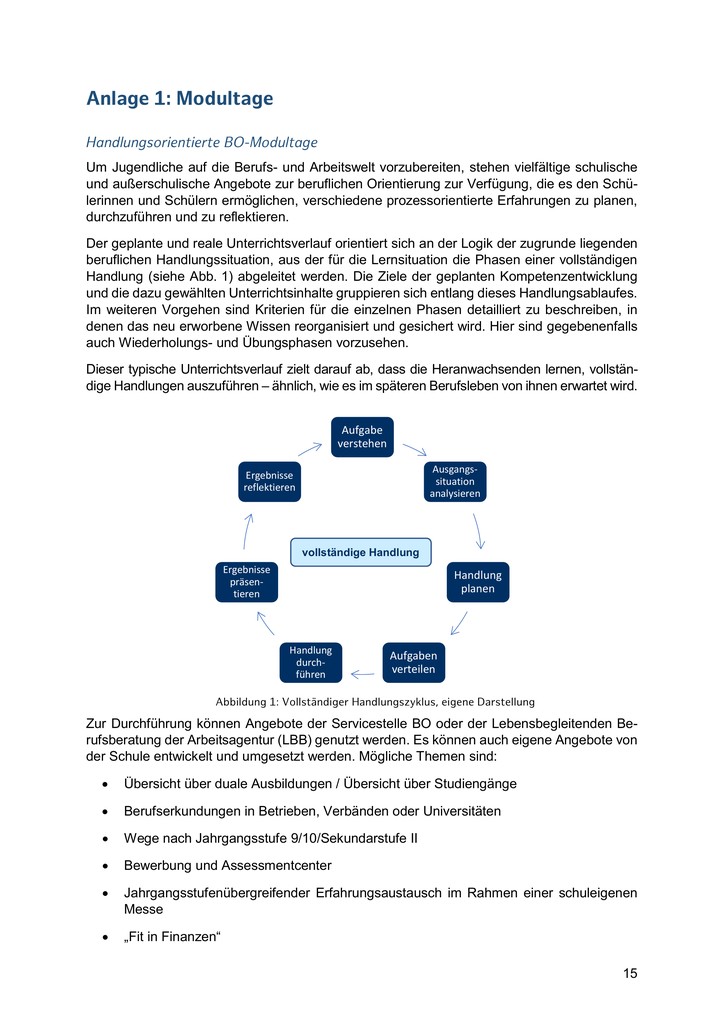 Anlage 1: Modultage
Handlungsorientierte BO-Modultage
Um Jugendliche auf die Berufs- und Arbeitswelt vorzubereiten, stehen vielfältige schulische
und außerschulische Angebote zur beruflichen Orientierung zur Verfügung, die es den Schü-
lerinnen und Schülern ermöglichen, verschiedene prozessorientierte Erfahrungen zu planen,
durchzuführen und zu reflektieren.
Der geplante und reale Unterrichtsverlauf orientiert sich an der Logik der zugrunde liegenden
beruflichen Handlungssituation, aus der für die Lernsituation die Phasen einer vollständigen
Handlung (siehe Abb. 1) abgeleitet werden. Die Ziele der geplanten Kompetenzentwicklung
und die dazu gewählten Unterrichtsinhalte gruppieren sich entlang dieses Handlungsablaufes.
Im weiteren Vorgehen sind Kriterien für die einzelnen Phasen detailliert zu beschreiben, in
denen das neu erworbene Wissen reorganisiert und gesichert wird. Hier sind gegebenenfalls
auch Wiederholungs- und Übungsphasen vorzusehen.
Dieser typische Unterrichtsverlauf zielt darauf ab, dass die Heranwachsenden lernen, vollstän-
dige Handlungen auszuführen – ähnlich, wie es im späteren Berufsleben von ihnen erwartet wird.
Aufgabe
verstehen
Ausgangs-
situation
analysieren
Handlung
planen
Aufgaben
verteilen
Handlung
durch-
führen
Ergebnisse
präsen-
tieren
Ergebnisse
reflektieren
vollständige Handlung
Abbildung 1: Vollständiger Handlungszyklus, eigene Darstellung
Zur Durchführung können Angebote der Servicestelle BO oder der Lebensbegleitenden Be-
rufsberatung der Arbeitsagentur (LBB) genutzt werden. Es können auch eigene Angebote von
der Schule entwickelt und umgesetzt werden. Mögliche Themen sind:
• Übersicht über duale Ausbildungen / Übersicht über Studiengänge
• Berufserkundungen in Betrieben, Verbänden oder Universitäten
• Wege nach Jahrgangsstufe 9/10/Sekundarstufe II
• Bewerbung und Assessmentcenter
• Jahrgangsstufenübergreifender Erfahrungsaustausch im Rahmen einer schuleigenen
Messe
• „Fit in Finanzen“
15